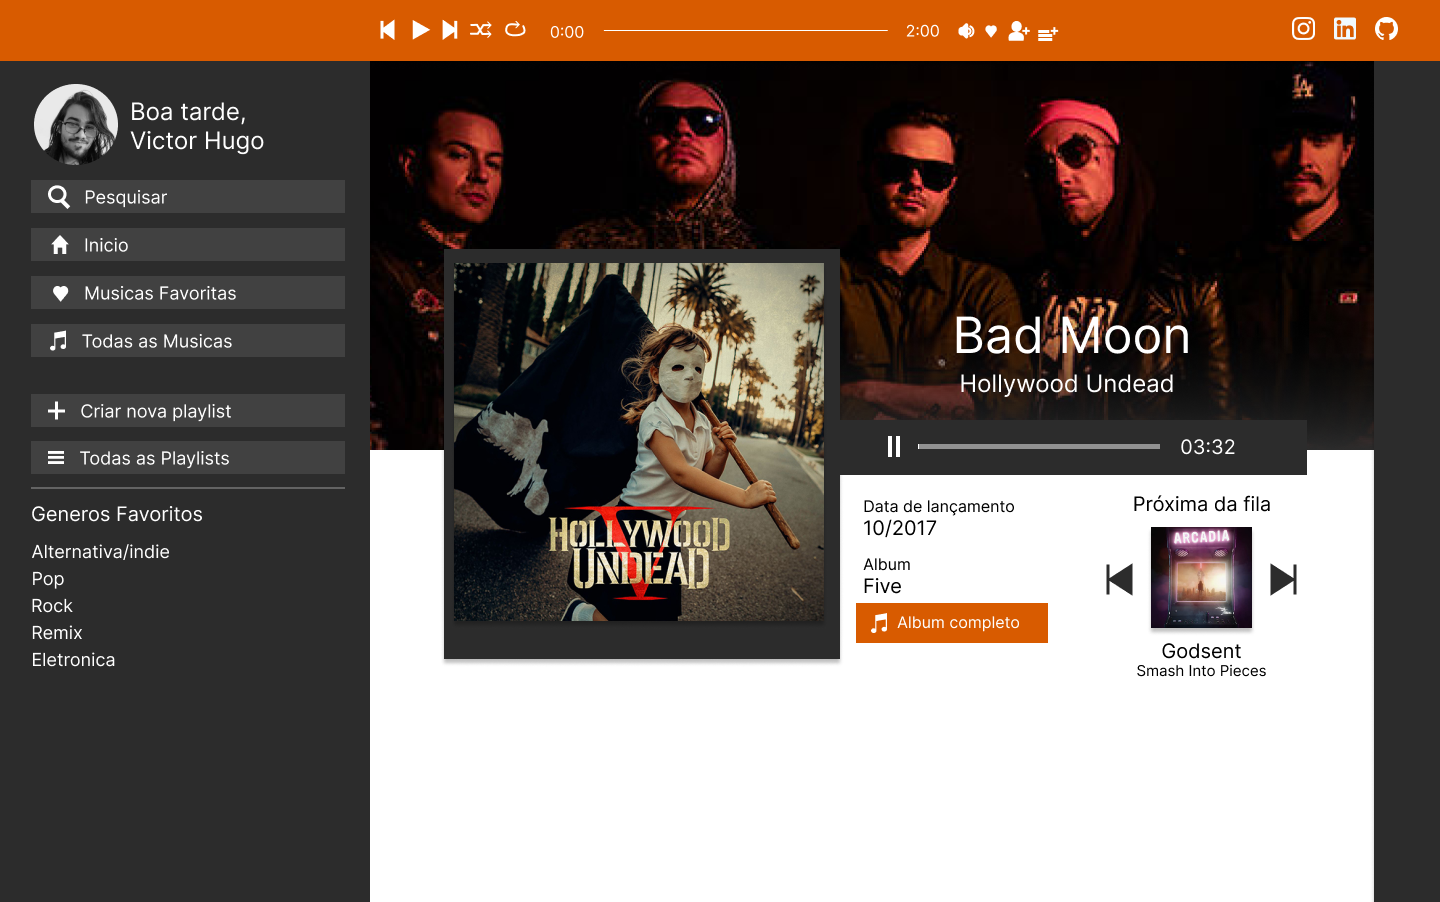 0:00
2:00
Boa tarde,
Victor Hugo
Pesquisar
Inicio
Musicas Favoritas
Todas as Musicas
Criar nova playlist
Todas as Playlists
Generos Favoritos
Alternativa/indie
Pop
Rock
Remix
Eletronica
LA
Bad Moon
Hollywood Undead
03:32
V
HOLLYWOOD
UNDEAD
Data de lançamento
10/2017
Album
Five
Album completo
Próxima da fila
ARCADIA
Godsent
Smash Into Pieces